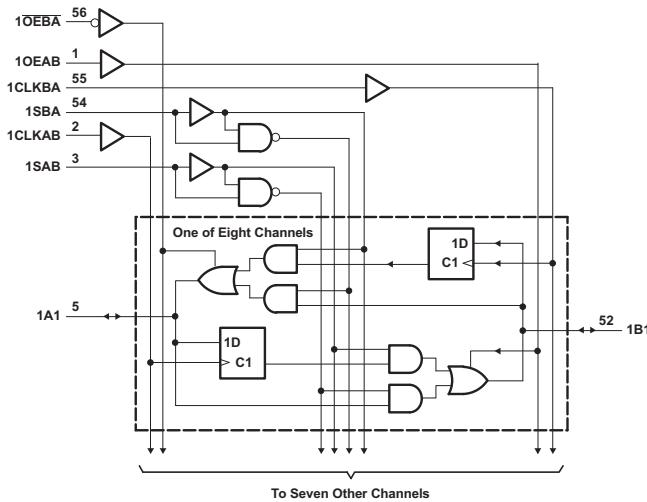 1OEBA 56
1OEAB 1
1CLKBA 55
1SBA 54
1CLKAB 2
1SAB 3
One of Eight Channels
1D
C1
1A1 5
52 1B1
1D
C1
To Seven Other Channels